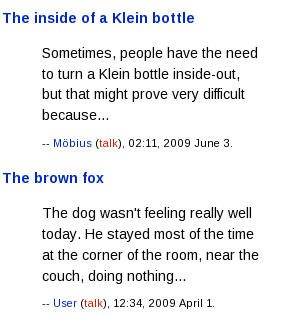 The inside of a Klein bottle
Sometimes, people have the need
to turn a Klein bottle inside-out,
but that might prove very difficult
because...
-- Möbius (talk), 02:11, 2009 June 3.
The brown fox
The dog wasn't feeling really well
today. He stayed most of the time
at the corner of the room, near the
couch, doing nothing...
-- User (talk), 12:34, 2009 April 1.